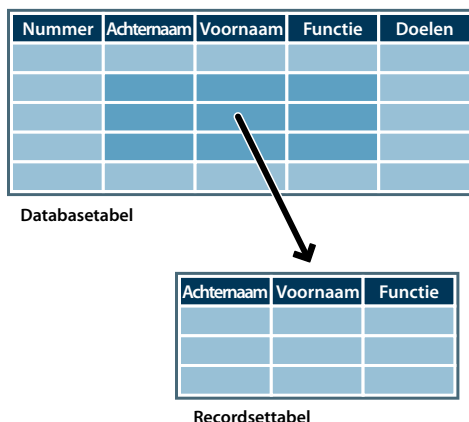 Nummer Achternaam Voornaam Functie Doelen
Databasetabel
Achternaam Voornaam Functie
Recordsettabel